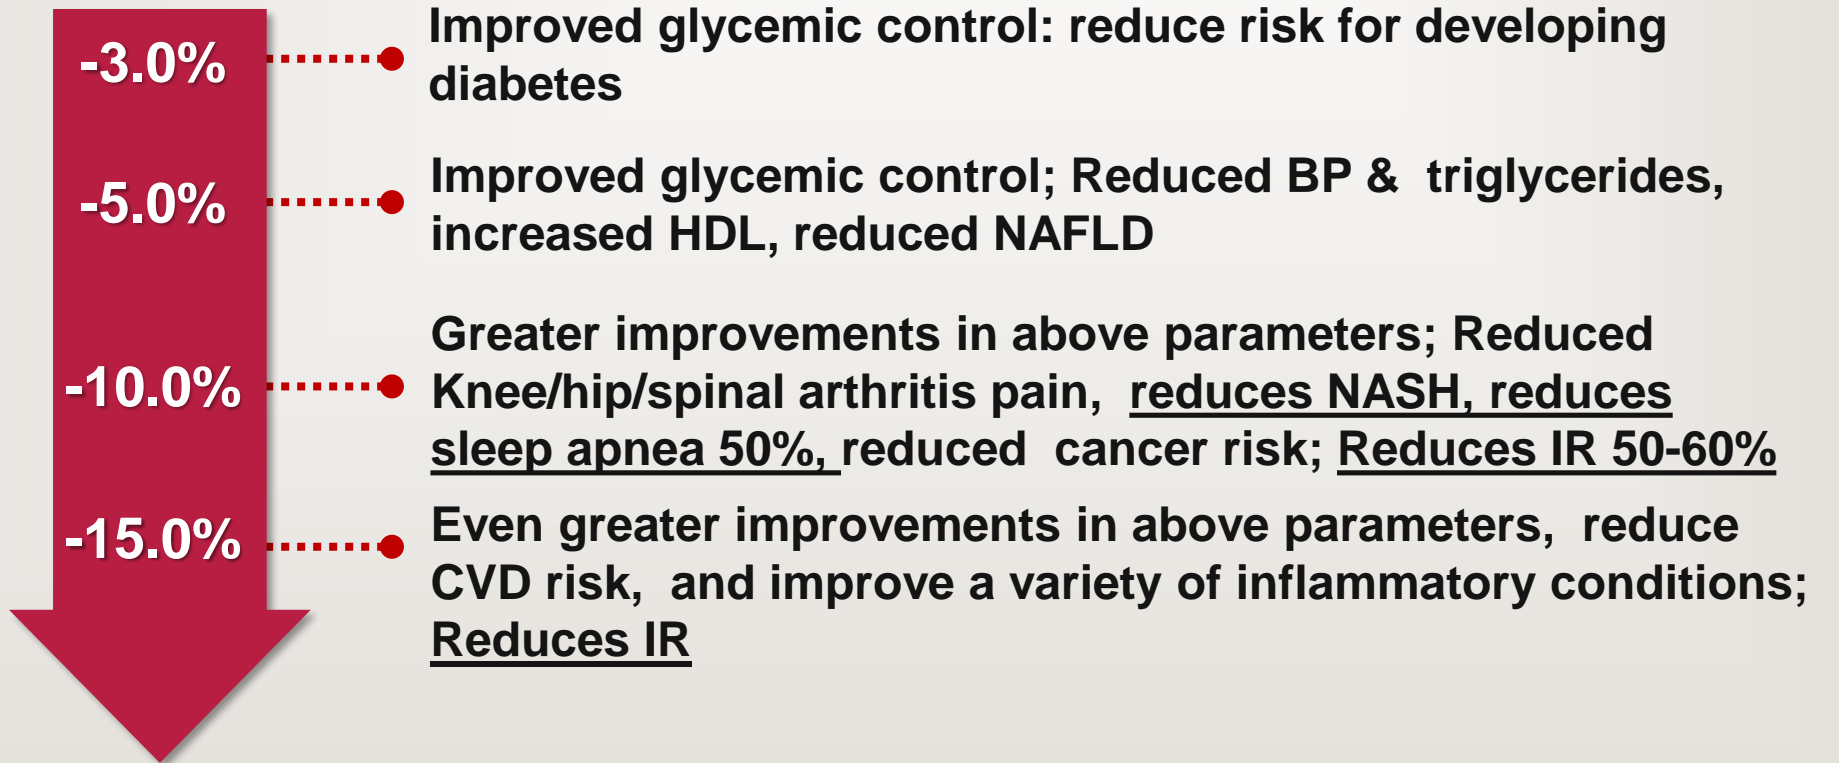 -3.0%
Improved glycemic control: reduce risk for developing
diabetes
-5.0%
Improved glycemic control; Reduced BP & triglycerides,
increased HDL, reduced NAFLD
-10.0%
Greater improvements in above parameters; Reduced
Knee/hip/spinal arthritis pain, reduces NASH, reduces
sleep apnea 50%, reduced cancer risk; Reduces IR 50-60%
-15.0%
Even greater improvements in above parameters, reduce
CVD risk, and improve a variety of inflammatory conditions;
Reduces IR